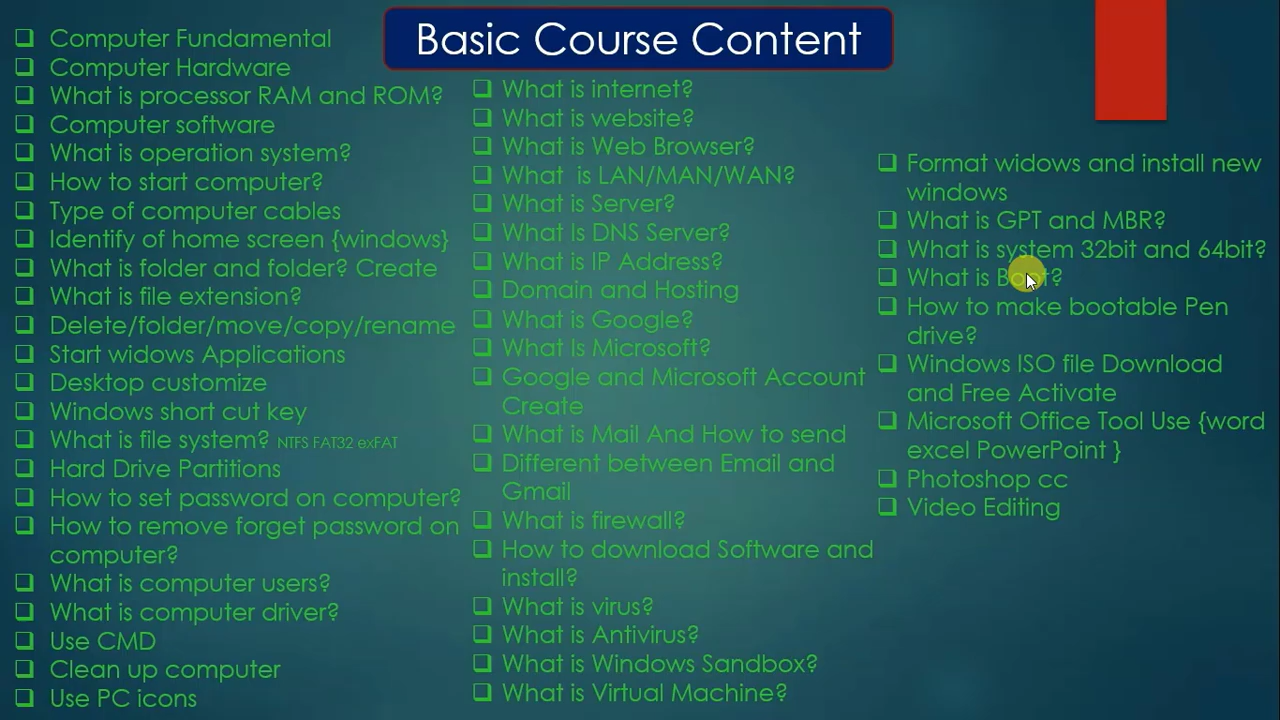 Basic Course Content
Computer Fundamental
Computer Hardware
What is processor RAM and ROM?
Computer software
What is operation system?
How to start computer?
Type of computer cables
Identify of home screen {windows}
What is folder and folder? Create
What is file extension?
Delete/folder/move/copy/rename
Start widows Applications
Desktop customize
Windows short cut key
What is file system? NTFS FAT32 exFAT
Hard Drive Partitions
How to set password on computer?
How to remove forget password on
computer?
What is computer users?
What is computer driver?
Use CMD
Clean up computer
Use PC icons
What is internet?
What is website?
What is Web Browser?
What is LAN/MAN/WAN?
What is Server?
What Is DNS Server?
What is IP Address?
Domain and Hosting
What is Google?
What Is Microsoft?
Google and Microsoft Account
Create
What is Mail And How to send
Different between Email and
Gmail
What is firewall?
How to download Software and
install?
What is virus?
What is Antivirus?
What is Windows Sandbox?
What is Virtual Machine?
Format widows and install new
windows
What is GPT and MBR?
What is system 32bit and 64bit?
What is Boot?
How to make bootable Pen
drive?
Windows ISO file Download
and Free Activate
Microsoft Office Tool Use {word
excel PowerPoint }
Photoshop cc
Video Editing